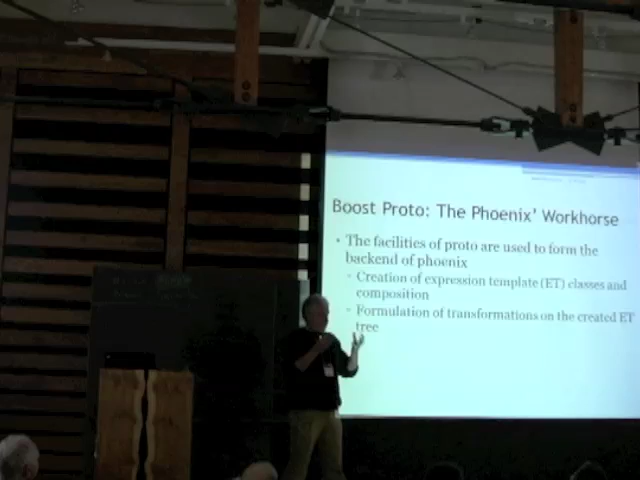 Boost Proto: The Phoenix' Workhorse
• The facilities of proto are used to form the
backend of phoenix
▫ Creation of expression template (ET) classes and
composition
▫ Formulation of transformations on the created ET
tree